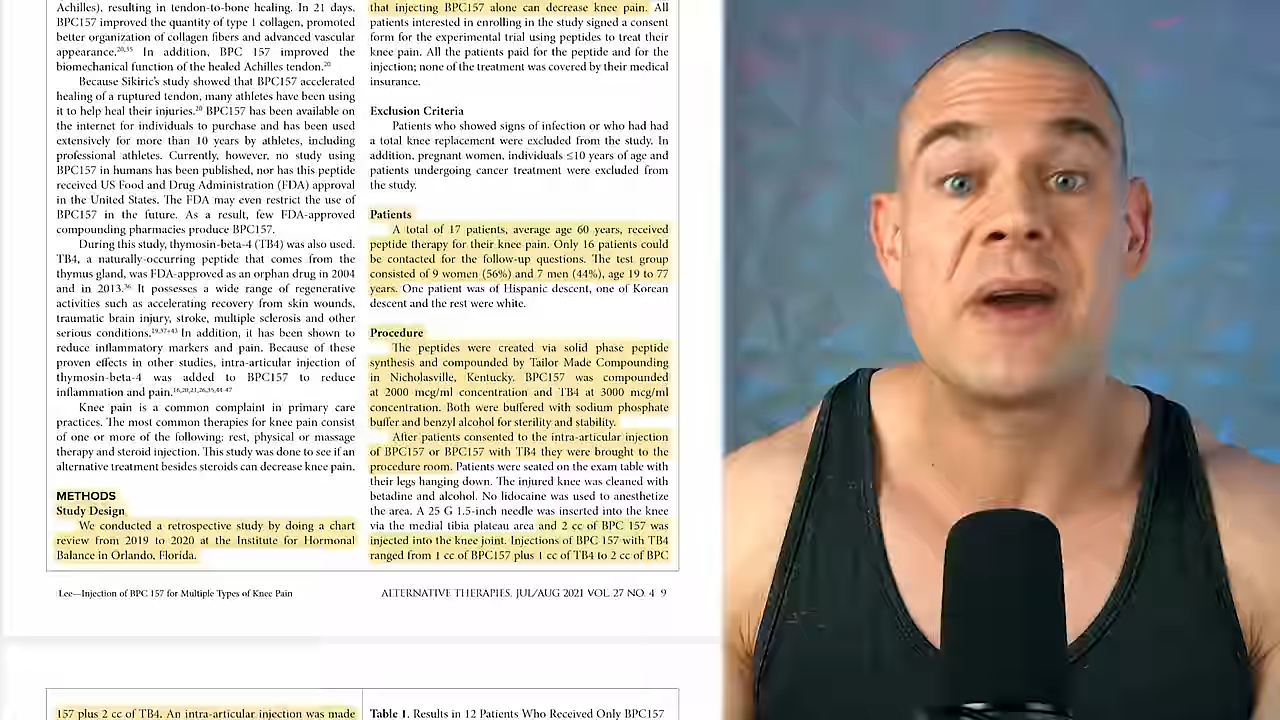 Achilles), resulting in tendon-to-bone healing. In 21 days,
BPC157 improved the quantity of type 1 collagen, promoted
better organization of collagen fibers and advanced vascular
appearance.20,35 In addition, BPC 157 improved the
biomechanical function of the healed Achilles tendon.20
Because Sikiric's study showed that BPC157 accelerated
healing of a ruptured tendon, many athletes have been using
it to help heal their injuries.20 BPC157 has been available on
the internet for individuals to purchase and has been used
extensively for more than 10 years by athletes, including
professional athletes. Currently, however, no study using
BPC157 in humans has been published, nor has this peptide
received US Food and Drug Administration (FDA) approval
in the United States. The FDA may even restrict the use of
BPC157 in the future. As a result, few FDA-approved
compounding pharmacies produce BPC157.
During this study, thymosin-beta-4 (TB4) was also used.
TB4, a naturally-occurring peptide that comes from the
thymus gland, was FDA-approved as an orphan drug in 2004
and in 2013.36 It possesses a wide range of regenerative
activities such as accelerating recovery from skin wounds,
traumatic brain injury, stroke, multiple sclerosis and other
serious conditions. In addition, it has been shown to
reduce inflammatory markers and pain. Because of these
proven effects in other studies, intra-articular injection of
thymosin-beta-4 was added to BPC157 to reduce
inflammation and pain.
Knee pain is a common complaint in primary care
practices. The most common therapies for knee pain consist
of one or more of the following: rest, physical or massage
therapy and steroid injection. This study was done to see if an
alternative treatment besides steroids can decrease knee pain.
METHODS
Study Design
We conducted a retrospective study by doing a chart
review from 2019 to 2020 at the Institute for Hormonal
Balance in Orlando, Florida.
that injecting BPC157 alone can decrease knee pain. All
patients interested in enrolling in the study signed a consent
form for the experimental trial using peptides to treat their
knee pain. All the patients paid for the peptide and for the
injection; none of the treatment was covered by their medical
insurance.
Exclusion Criteria
Patients who showed signs of infection or who had had
a total knee replacement were excluded from the study. In
addition, pregnant women, individuals ≤10 years of age and
patients undergoing cancer treatment were excluded from
the study.
Patients
A total of 17 patients, average age 60 years, received
peptide therapy for their knee pain. Only 16 patients could
be contacted for the follow-up questions. The test group
consisted of 9 women (56%) and 7 men (44%), age 19 to 77
years. One patient was of Hispanic descent, one of Korean
descent and the rest were white.
Procedure
The peptides were created via solid phase peptide
synthesis and compounded by Tailor Made Compounding
in Nicholasville, Kentucky. BPC157 was compounded
at 2000 mcg/ml concentration and TB4 at 3000 mcg/ml
concentration. Both were buffered with sodium phosphate
buffer and benzyl alcohol for sterility and stability.
After patients consented to the intra-articular injection
of BPC157 or BPC157 with TB4 they were brought to the
procedure room. Patients were seated on the exam table with
their legs hanging down. The injured knee was cleaned with
betadine and alcohol. No lidocaine was used to anesthetize
the area. A 25 G 1.5-inch needle was inserted into the knee
via the medial tibia plateau area and 2 cc of BPC 157 was
injected into the knee joint. Injections of BPC 157 with TB4
ranged from 1 cc of BPC157 plus 1 cc of TB4 to 2 cc of BPC
Lee—Injection of BPC 157 for Multiple Types of Knee Pain
ALTERNATIVE THERAPIES, JUL/AUG 2021 VOL. 27 NO. 4 9
157 plus 2 cc of TB4. An intra-articular injection was made
Table 1. Results in 12 Patients Who Received Only BPC157